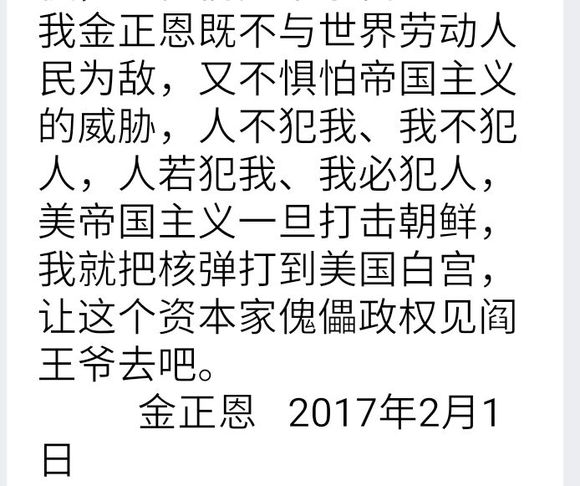 我金正恩既不与世界劳动人
民为敌，又不惧怕帝国主义
的威胁，人不犯我、我不犯
人，人若犯我、我必犯人，
美帝国主义一旦打击朝鲜，
我就把核弹打到美国白宫，
让这个资本家傀儡政权见阎
王爷去吧。
金正恩 2017年2月1
日